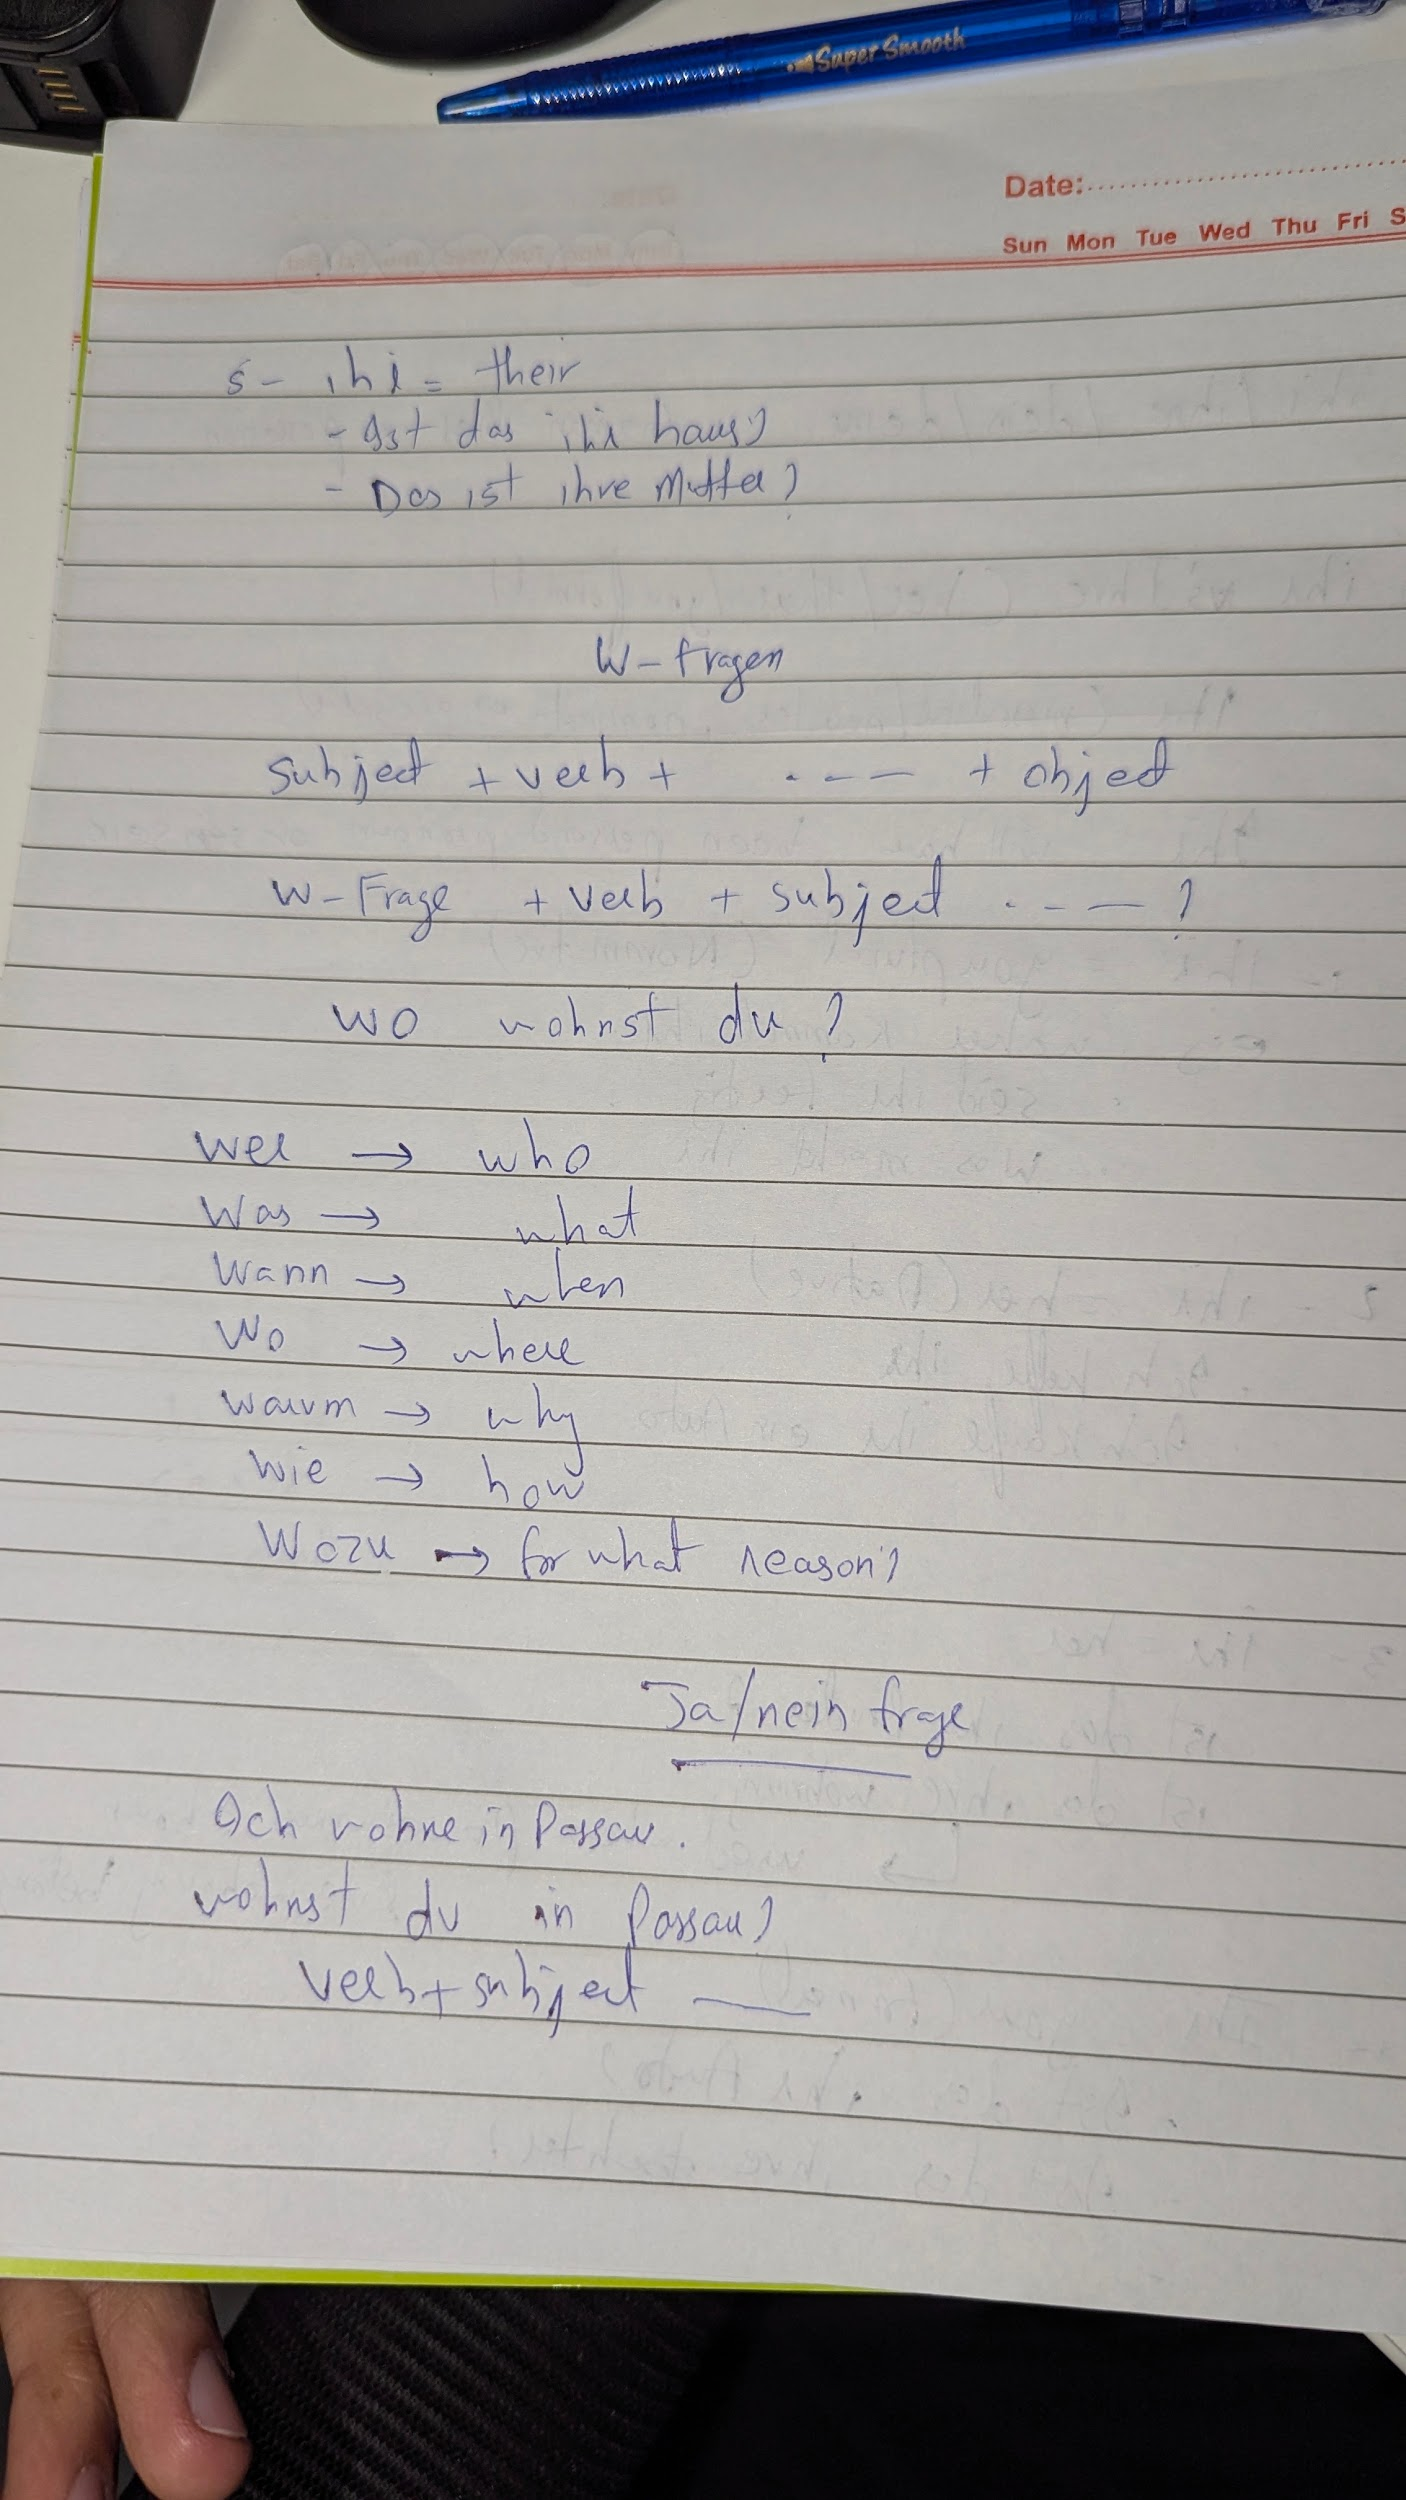 Super Smooth
Date:
Sun Mon Tue Wed Thu Fri S
5- ihr = their
- Ist das ihr haus?
- Das ist ihre Mutter?
W-fragen
subject + verb + ---- + object
W-Frage + verb + subject ---- ?
wo wohnst du?
wer → who
Was → what
Wann → when
Wo → where
warum → why
Wie → how
Wozu → for what reason?
Ja/nein frage
Ich wohne in Passau.
wohnst du in Passau?
verb + subject ——